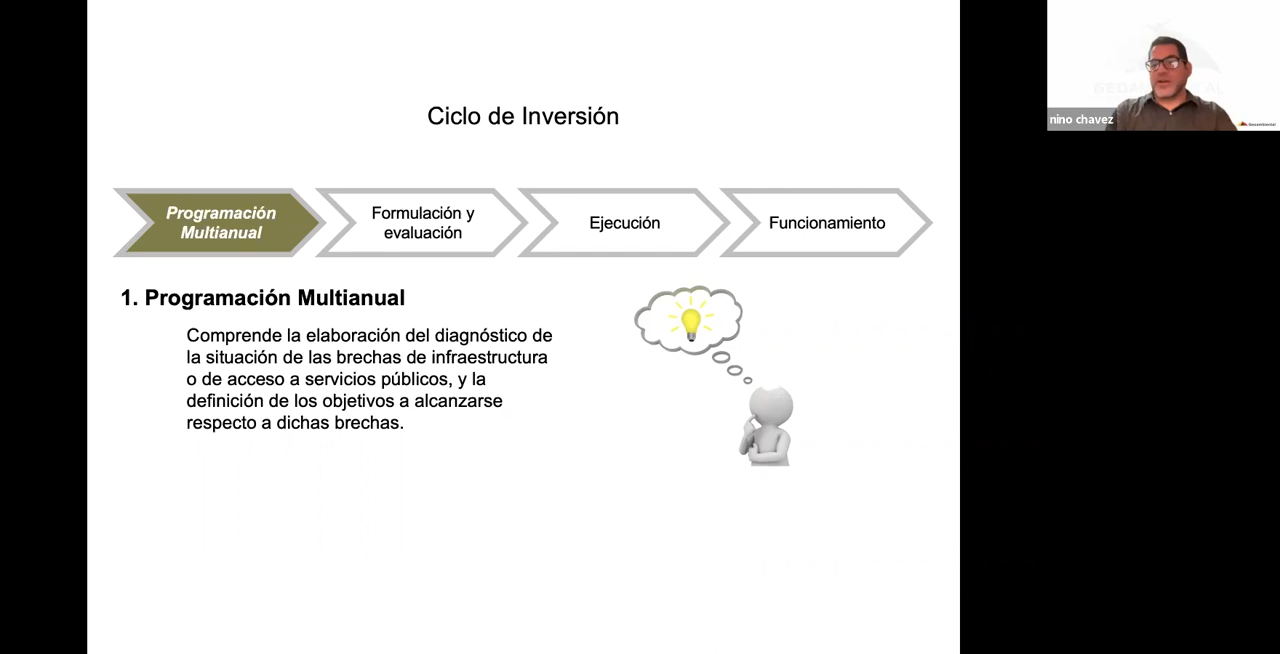 Ciclo de Inversión
Programación
Multianual
Formulación y
evaluación
Ejecución
Funcionamiento
1. Programación Multianual
Comprende la elaboración del diagnóstico de
la situación de las brechas de infraestructura
o de acceso a servicios públicos, y la
definición de los objetivos a alcanzarse
respecto a dichas brechas.
nino chavez
Geocontinental